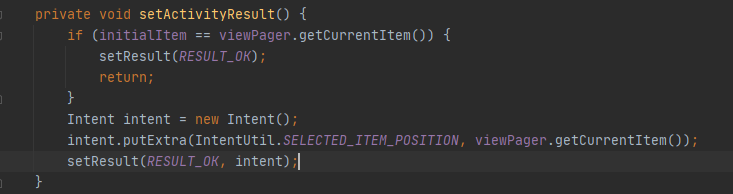 private void setActivityResult() {
    if (initialItem == viewPager.getCurrentItem()) {
        setResult(RESULT_OK);
        return;
    }
    Intent intent = new Intent();
    intent.putExtra(IntentUtil.SELECTED_ITEM_POSITION, viewPager.getCurrentItem());
    setResult(RESULT_OK, intent);
}